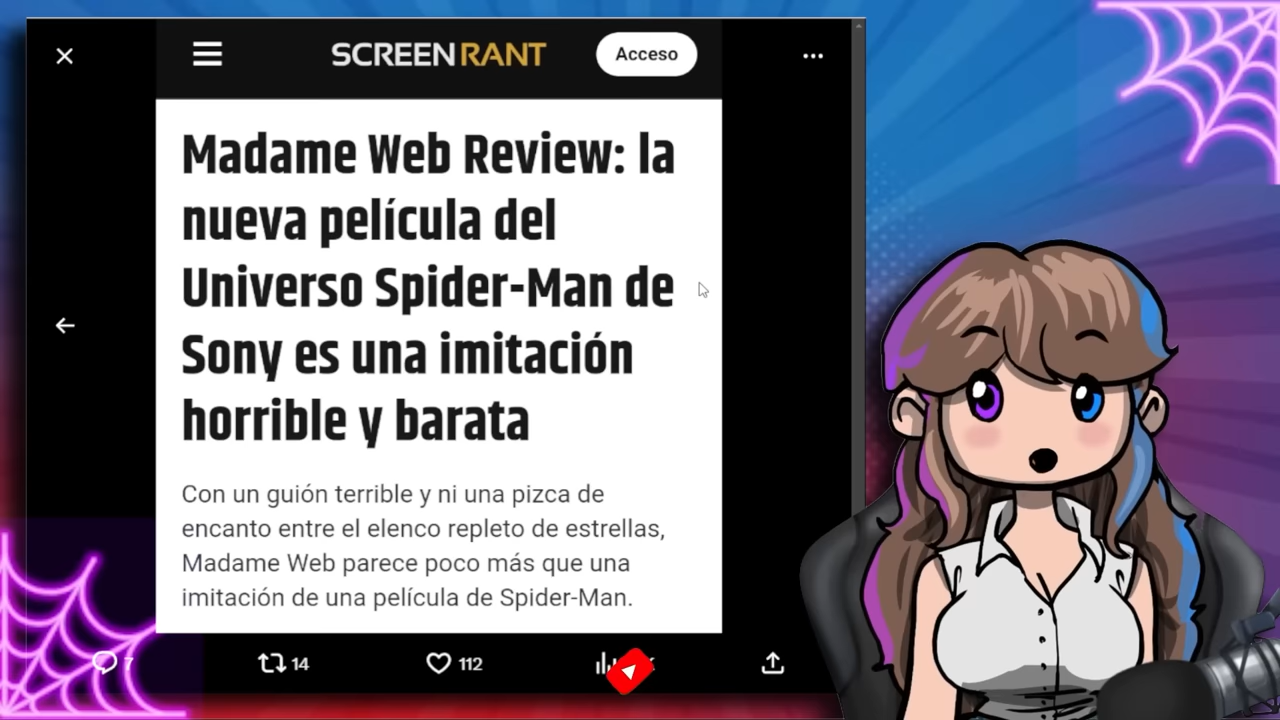 SCREENRANT
Acceso
Madame Web Review: la
nueva película del
Universo Spider-Man de
Sony es una imitación
horrible y barata
Con un guión terrible y ni una pizca de
encanto entre el elenco repleto de estrellas,
Madame Web parece poco más que una
imitación de una película de Spider-Man.
7
14
112